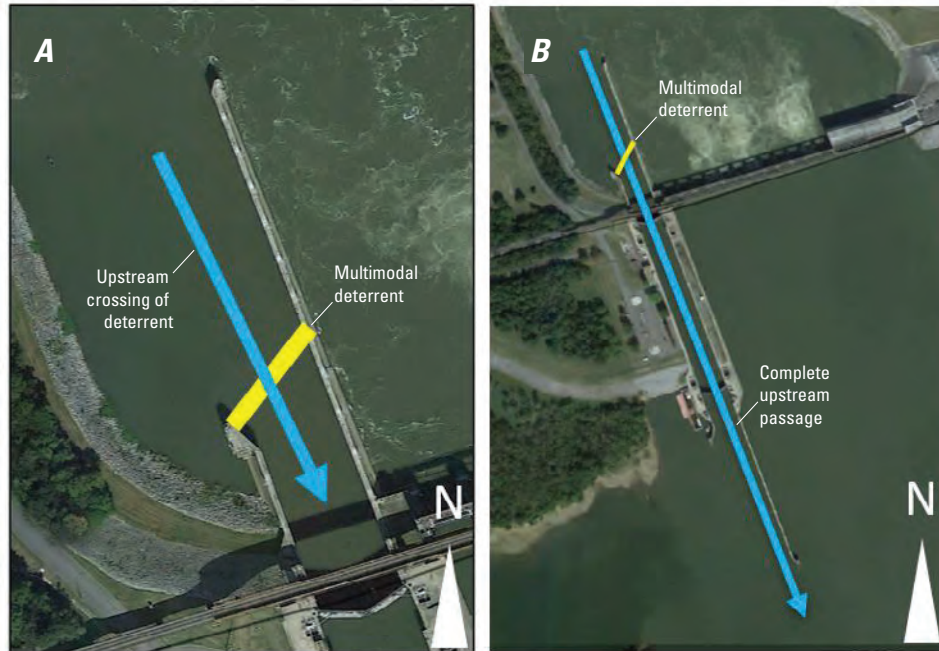 A
Upstream
crossing of
deterrent
Multimodal
deterrent
N
B
Multimodal
deterrent
Complete
upstream
passage
N